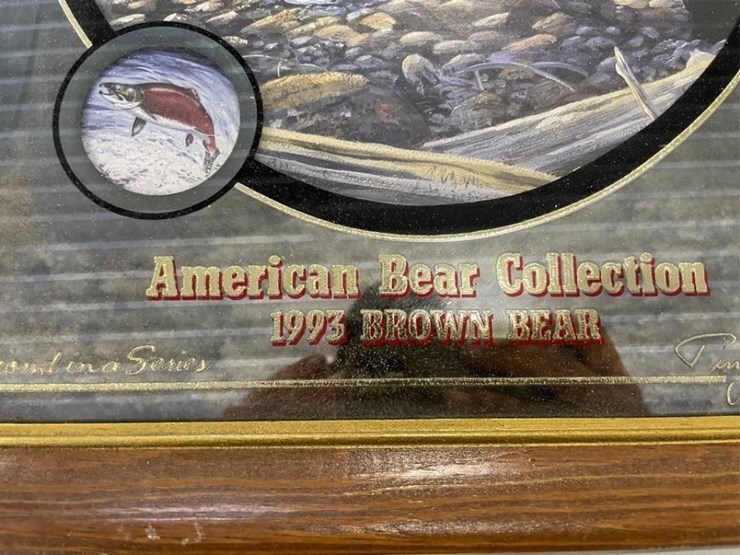 American Bear Collection
1993 BROWN BEAR
in a Series